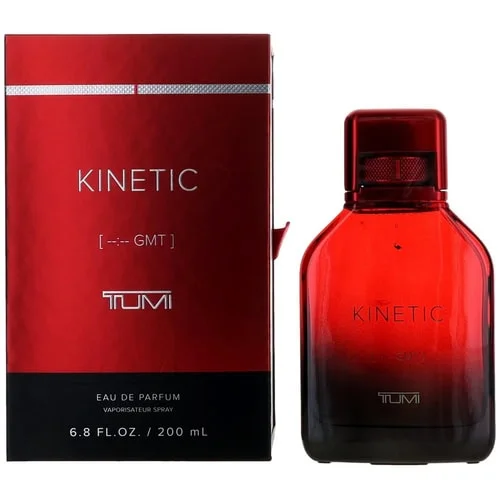 KINETIC
[ --:-- GMT ]
TUMI
EAU DE PARFUM
VAPORISATEUR SPRAY
6.8 FL.OZ. / 200 mL
KINETIC
TUMI